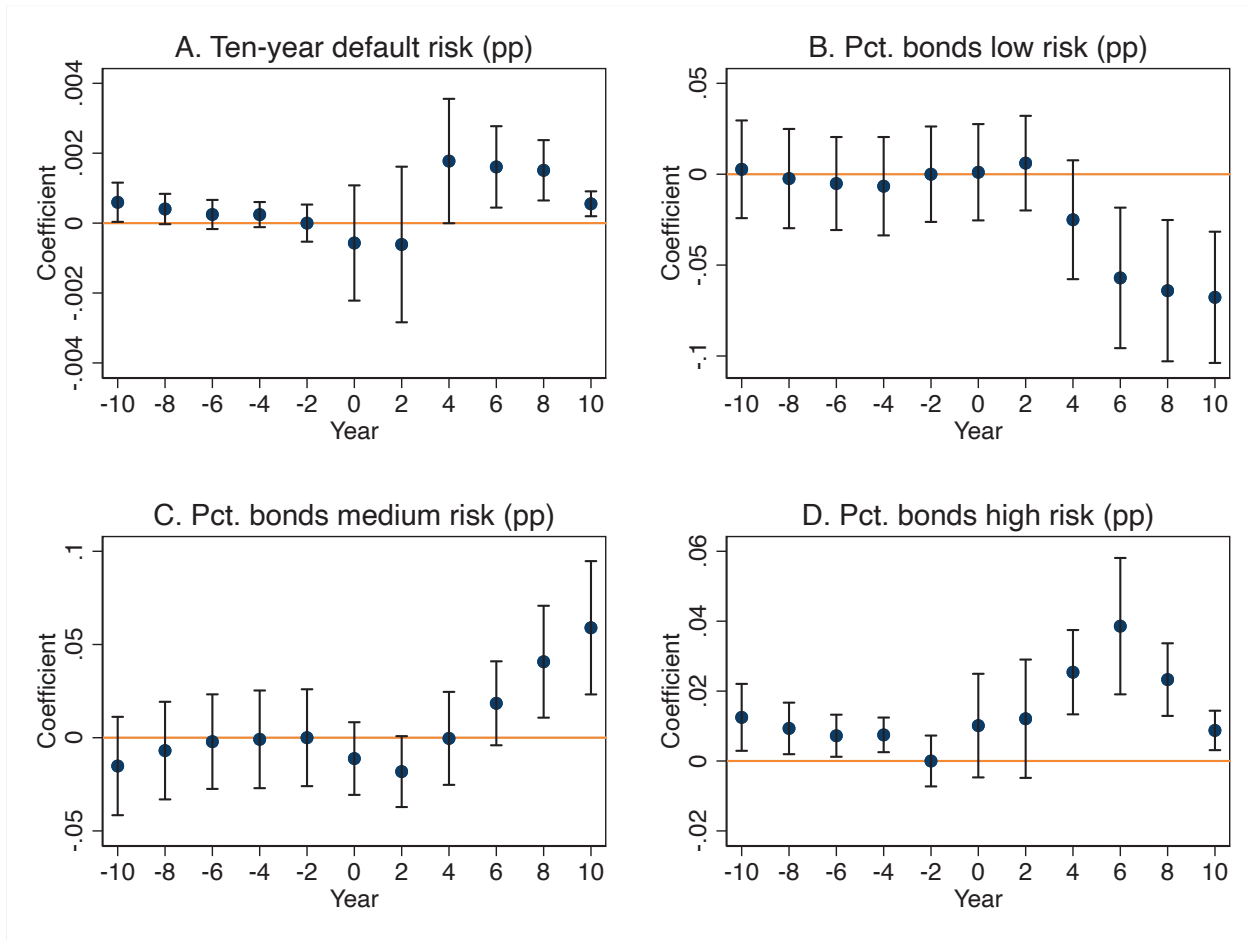 A. Ten-year default risk (pp)
Coefficient
.004
.002
0
-.002
-.004
-10 -8 -6 -4 -2 0 2 4 6 8 10
Year
B. Pct. bonds low risk (pp)
Coefficient
.05
0
-.05
-.1
-10 -8 -6 -4 -2 0 2 4 6 8 10
Year
C. Pct. bonds medium risk (pp)
Coefficient
.1
.05
0
-.05
-10 -8 -6 -4 -2 0 2 4 6 8 10
Year
D. Pct. bonds high risk (pp)
Coefficient
.06
.04
.02
0
-.02
-10 -8 -6 -4 -2 0 2 4 6 8 10
Year